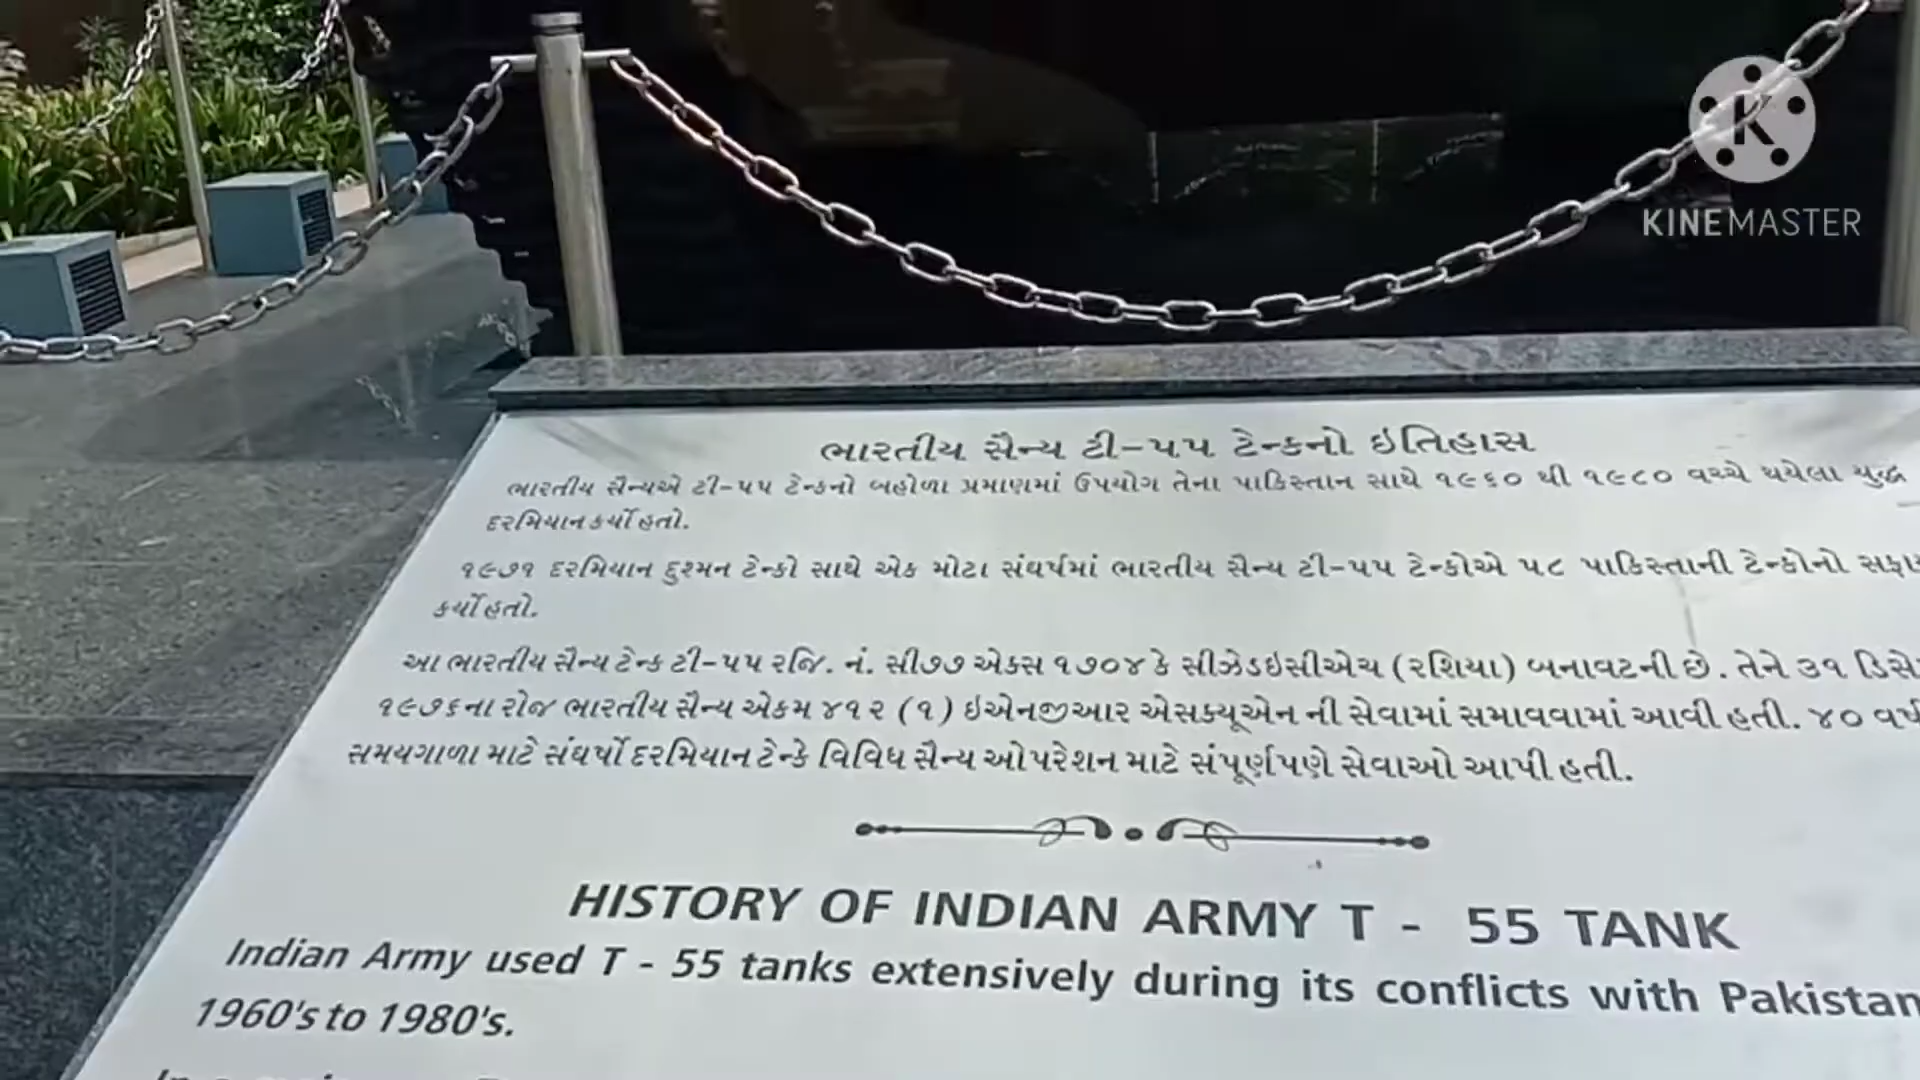 KINEMASTER
ભારતીય સૈન્ય ટી-૫૫ ટેન્કનો ઇતિહાસ
ભારતીય સૈન્યએ ટી-૫૫ ટેન્કનો બહોળા પ્રમાણમાં ઉપયોગ તેના પાકિસ્તાન સાથે ૧૯૬૦ થી ૧૯૮૦ વચ્ચે થયેલા યુદ્ધ
દરમિયાન કર્યો હતો.
૧૯૭૧ દરમિયાન દુશ્મન ટેન્કો સાથે એક મોટા સંઘર્ષમાં ભારતીય સૈન્ય ટી-૫૫ ટેન્કોએ ૫૮ પાકિસ્તાની ટેન્કોનો
કર્યો હતો.
આ ભારતીય સૈન્ય ટેન્ક ટી-૫૫ રજિ. નં. સી૭૭ એક્સ ૧૭૦૪ કે સીઝેડઇસીએચ (રશિયા) બનાવટની છે. તેને ૩૧
૧૯૭૬ના રોજ ભારતીય સૈન્ય એકમ ૪૧૨ (૧) ઇએનજીઆર એસક્યૂએન ની સેવામાં સમાવવામાં આવી હતી. ૪૦
સમયગાળા માટે સંઘર્ષો દરમિયાન ટેન્કે વિવિધ સૈન્ય ઓપરેશન માટે સંપૂર્ણપણે સેવાઓ આપી હતી.
HISTORY OF INDIAN ARMY T - 55 TANK
Indian Army used T - 55 tanks extensively during its conflicts with Pakistan
1960's to 1980's.